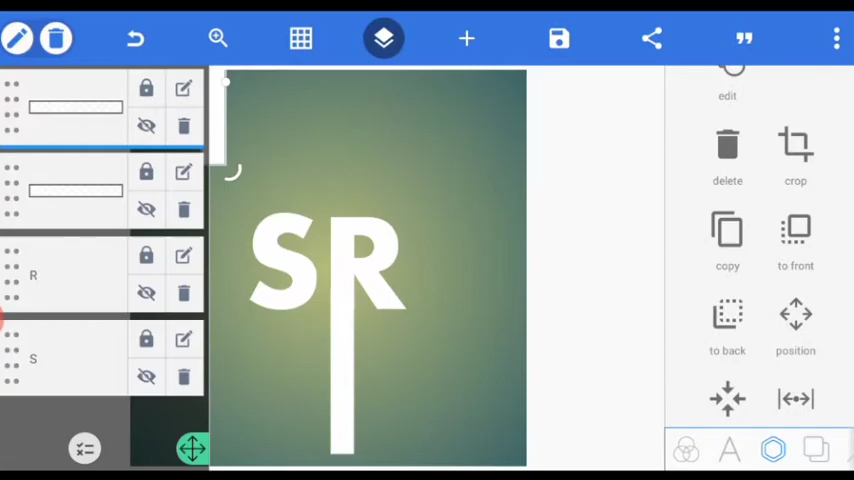 SR
R
S
edit
delete crop
copy to front
to back position
A